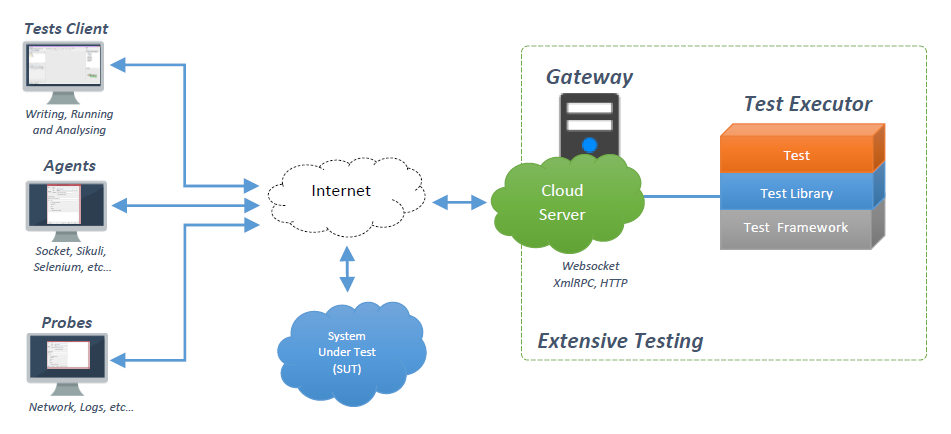 Tests Client
Writing, Running
and Analysing
Agents
Socket, Sikuli,
Selenium, etc...
Probes
Network, Logs, etc...
Internet
System
Under Test
(SUT)
Gateway
Cloud
Server
Websocket
XmlRPC, HTTP
Test Executor
Test
Test Library
Test Framework
Extensive Testing